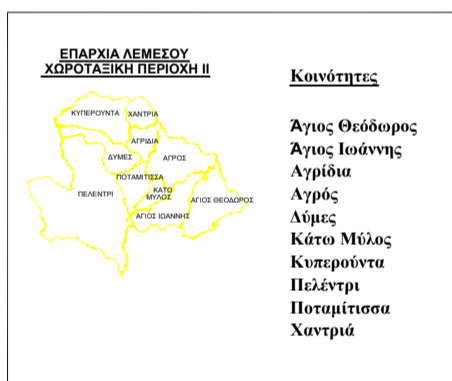 ΕΠΑΡΧΙΑ ΛΕΜΕΣΟΥ
ΧΩΡΟΤΑΞΙΚΗ ΠΕΡΙΟΧΗ ΙΙ
ΚΥΠΕΡΟΥΝΤΑ
ΧΑΝΤΡΙΑ
ΑΓΡΙΔΙΑ
ΔΥΜΕΣ
ΑΓΡΟΣ
ΠΟΤΑΜΙΤΙΣΣΑ
ΠΕΛΕΝΤΡΙ
ΚΑΤΩ
ΜΥΛΟΣ
ΑΓΙΟΣ ΘΕΟΔΩΡΟΣ
ΑΓΙΟΣ ΙΩΑΝΝΗΣ
Κοινότητες
Άγιος Θεόδωρος
Άγιος Ιωάννης
Αγρίδια
Αγρός
Δύμες
Κάτω Μύλος
Κυπερούντα
Πελέντρι
Ποταμίτισσα
Χαντριά